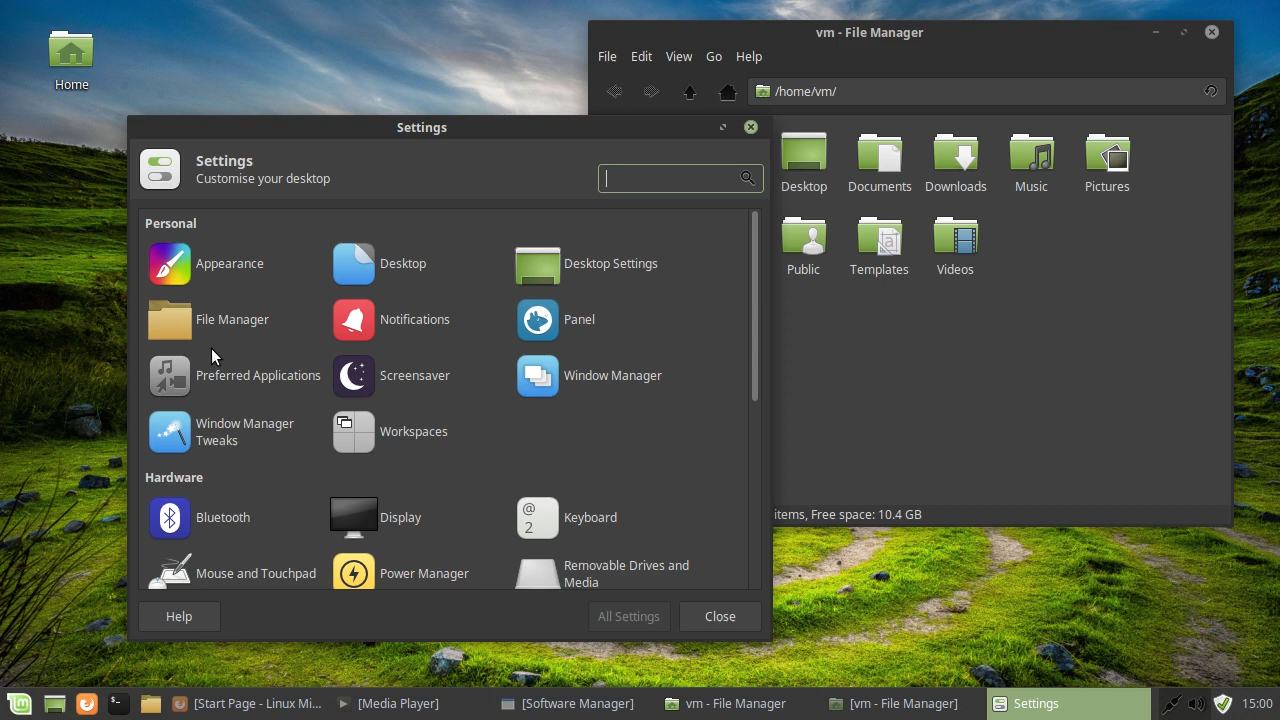 Home
vm - File Manager
File Edit View Go Help
/home/vm/
Desktop Documents Downloads Music Pictures
Public Templates Videos
items, Free space: 10.4 GB
Settings
Settings
Customise your desktop
Personal
Appearance
Desktop
Desktop Settings
File Manager
Notifications
Panel
Preferred Applications
Screensaver
Window Manager
Window Manager
Tweaks
Workspaces
Hardware
Bluetooth
Display
@
2
Keyboard
Mouse and Touchpad
Power Manager
Removable Drives and
Media
Help
All Settings
Close
[Start Page - Linux Mi...
[Media Player]
[Software Manager]
vm - File Manager
[vm - File Manager]
Settings
15:00